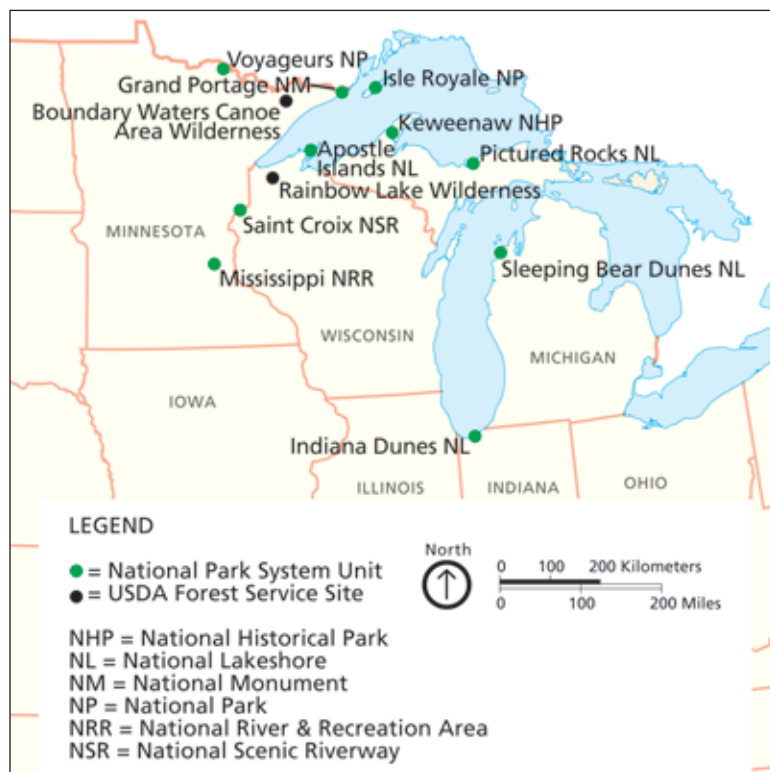 Voyageurs NP
Grand Portage NM
Isle Royale NP
Boundary Waters Canoe
Area Wilderness
Keweenaw NHP
Apostle
Islands NL
Pictured Rocks NL
Rainbow Lake Wilderness
Saint Croix NSR
MINNESOTA
Mississippi NRR
Sleeping Bear Dunes NL
WISCONSIN
MICHIGAN
IOWA
Indiana Dunes NL
ILLINOIS
INDIANA
OHIO
LEGEND
= National Park System Unit
= USDA Forest Service Site
North
0 100 200 Kilometers
0 100 200 Miles
NHP = National Historical Park
NL = National Lakeshore
NM = National Monument
NP = National Park
NRR = National River & Recreation Area
NSR = National Scenic Riverway